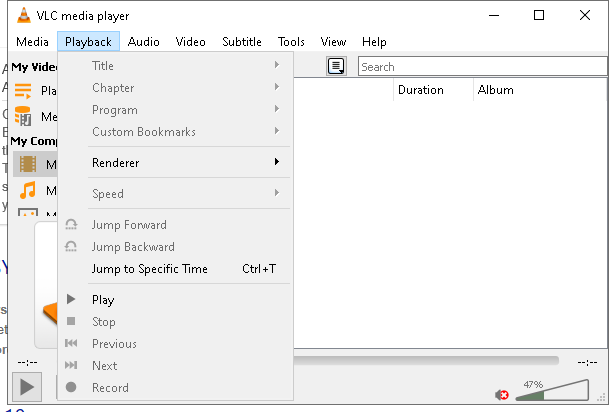 VLC media player
Media Playback Audio Video Subtitle Tools View Help
My Vide
Search
Pla
Me
My Comp
M
M
Duration Album
Title
Chapter
Program
Custom Bookmarks
Renderer
Speed
Jump Forward
Jump Backward
Jump to Specific Time Ctrl+T
Play
Stop
Previous
Next
Record
--:--
--:--
47%